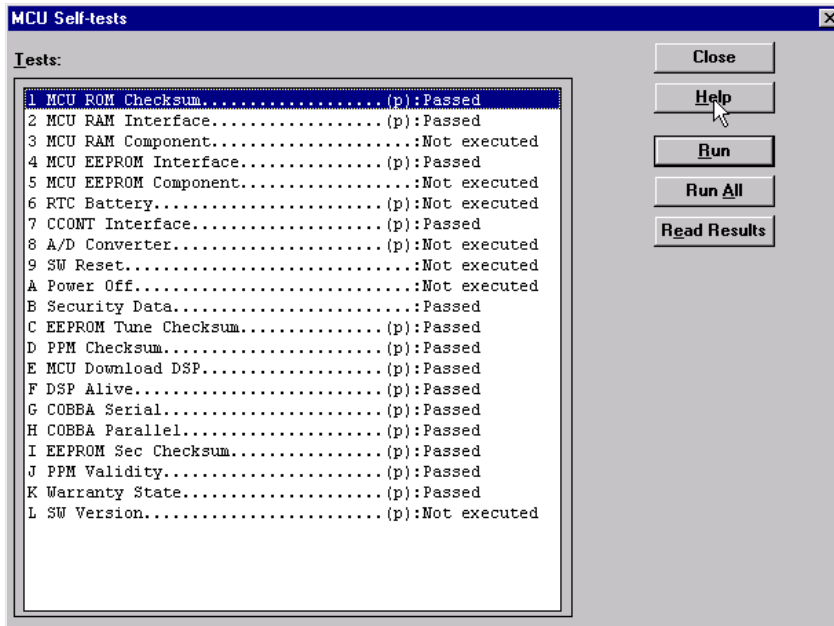 MCU Self-tests
Tests:
1 MCU ROM Checksum...................(p):Passed
2 MCU RAM Interface..................(p):Passed
3 MCU RAM Component.....................:Not executed
4 MCU EEPROM Interface...............(p):Passed
5 MCU EEPROM Component..................:Not executed
6 RTC Battery........................(p):Not executed
7 CCONT Interface....................(p):Passed
8 A/D Converter......................(p):Not executed
9 SW Reset..............................:Not executed
A Power Off.............................:Not executed
B Security Data.........................:Passed
C EEPROM Tune Checksum...............(p):Passed
D PPM Checksum.......................(p):Passed
E MCU Download DSP...................(p):Passed
F DSP Alive..........................(p):Passed
G COBBA Serial.......................(p):Passed
H COBBA Parallel.....................(p):Passed
I EEPROM Sec Checksum................(p):Passed
J PPM Validity.......................(p):Passed
K Warranty State.....................(p):Passed
L SW Version.........................(p):Not executed
Close
Help
Run
Run All
Read Results